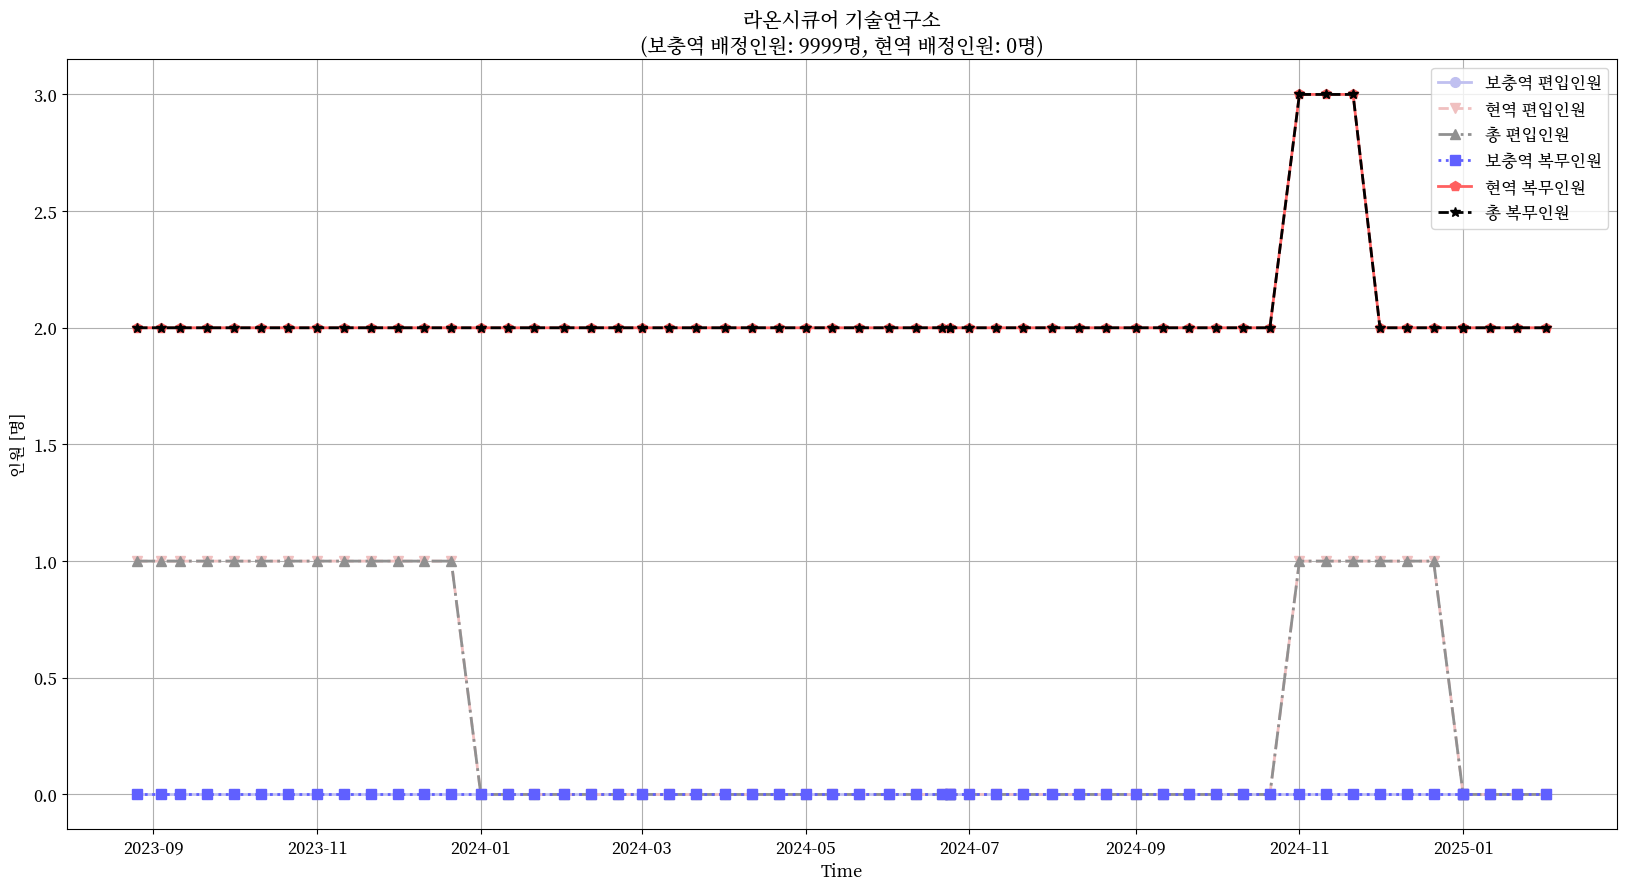 라온시큐어 기술연구소
(보충역 배정인원: 9999명, 현역 배정인원: 0명)
보충역 편입인원
현역 편입인원
총 편입인원
보충역 복무인원
현역 복무인원
총 복무인원
인원 [명]
3.0
2.5
2.0
1.5
1.0
0.5
0.0
2023-09 2023-11 2024-01 2024-03 2024-05 2024-07 2024-09 2024-11 2025-01
Time